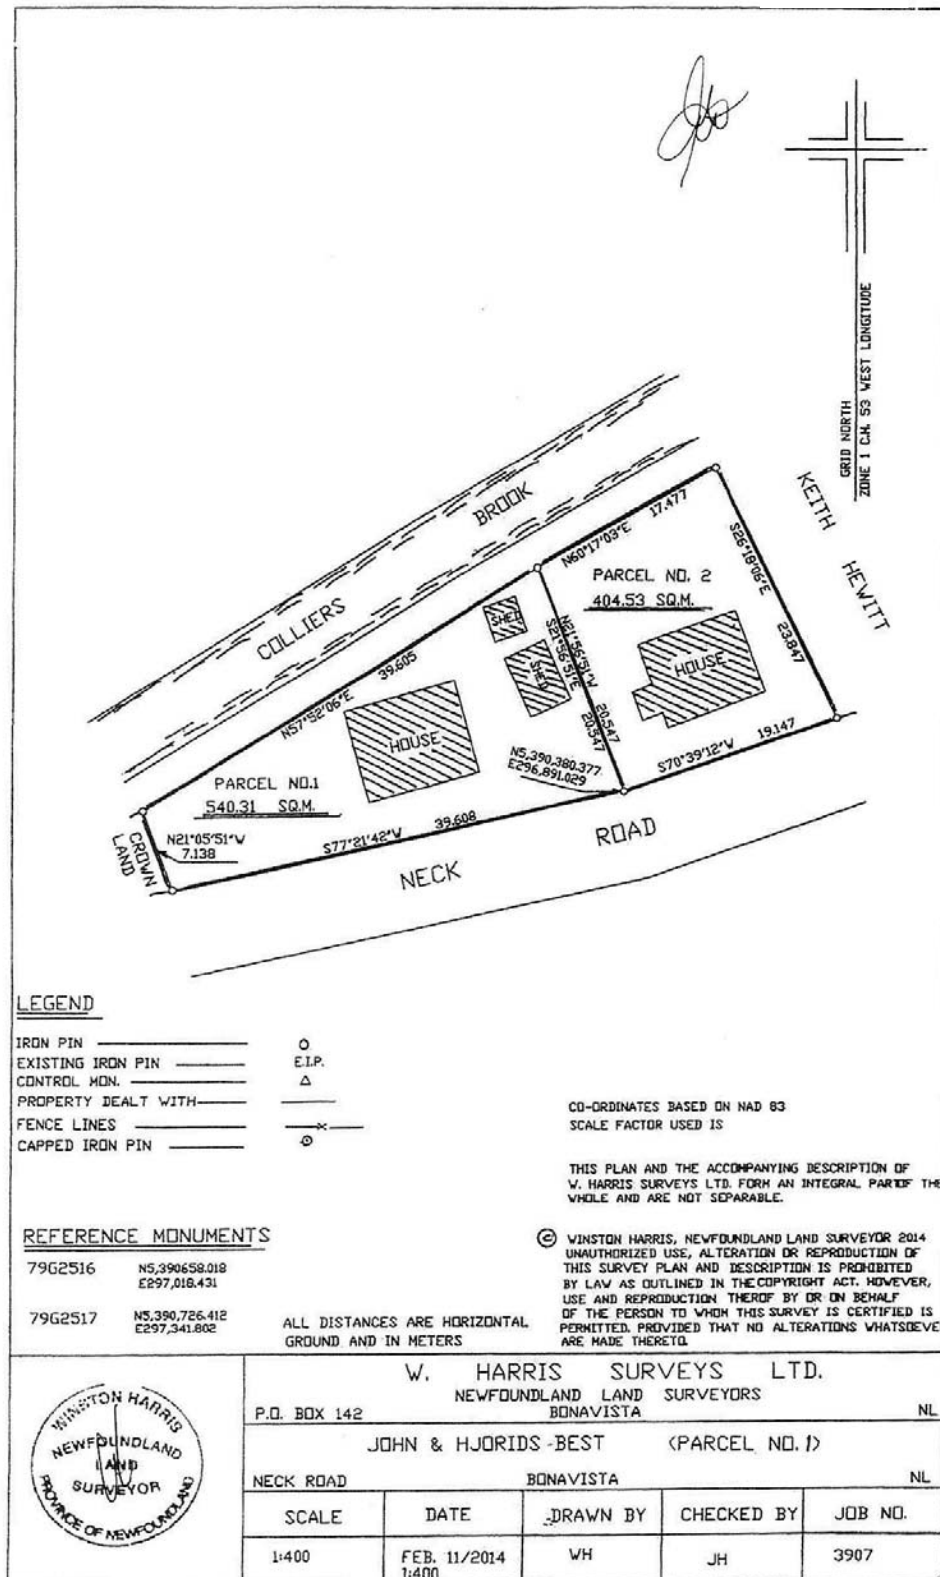 GRID NORTH
ZONE 1 C.M. 53 WEST LONGITUDE
KEITH HEWITT
BROOK
COLLIERS
N60°17'03"E 17.477
S26°18'06"E 23.847
PARCEL NO. 2
404.53 SQ.M.
SHED
SHED
N21°56'51"W 20.547
S21°56'51"E 20.547
HOUSE
N57°52'06"E 39.605
HOUSE
N5,390,380.377
E296,891.029
S70°39'12"W 19.147
PARCEL NO.1
540.31 SQ.M.
CROWN
LAND
N21°05'51"W
7.138
S77°21'42"W 39.608
NECK ROAD
LEGEND
IRON PIN
EXISTING IRON PIN E.I.P.
CONTROL MON.
PROPERTY DEALT WITH
FENCE LINES
CAPPED IRON PIN
CO-ORDINATES BASED ON NAD 83
SCALE FACTOR USED IS
THIS PLAN AND THE ACCOMPANYING DESCRIPTION OF
W. HARRIS SURVEYS LTD. FORM AN INTEGRAL PART OF THE
WHOLE AND ARE NOT SEPARABLE.
REFERENCE MONUMENTS
79G2516 N5,390658.018
E297,018.431
79G2517 N5,390,726.412
E297,341.802
ALL DISTANCES ARE HORIZONTAL
GROUND AND IN METERS
© WINSTON HARRIS, NEWFOUNDLAND LAND SURVEYOR 2014
UNAUTHORIZED USE, ALTERATION OR REPRODUCTION OF
THIS SURVEY PLAN AND DESCRIPTION IS PROHIBITED
BY LAW AS OUTLINED IN THE COPYRIGHT ACT. HOWEVER,
USE AND REPRODUCTION THEROF BY OR ON BEHALF
OF THE PERSON TO WHOM THIS SURVEY IS CERTIFIED IS
PERMITTED. PROVIDED THAT NO ALTERATIONS WHATSOEVE
ARE MADE THERETO.
WINSTON HARRIS
NEWFOUNDLAND
LAND
SURVEYOR
PROVINCE OF NEWFOUNDLAND
W. HARRIS SURVEYS LTD.
NEWFOUNDLAND LAND SURVEYORS
P.O. BOX 142 BONAVISTA NL
JOHN & HJORIDS-BEST (PARCEL NO. 1)
NECK ROAD BONAVISTA NL
SCALE DATE DRAWN BY CHECKED BY JOB NO.
1:400 FEB. 11/2014 WH JH 3907
1:400